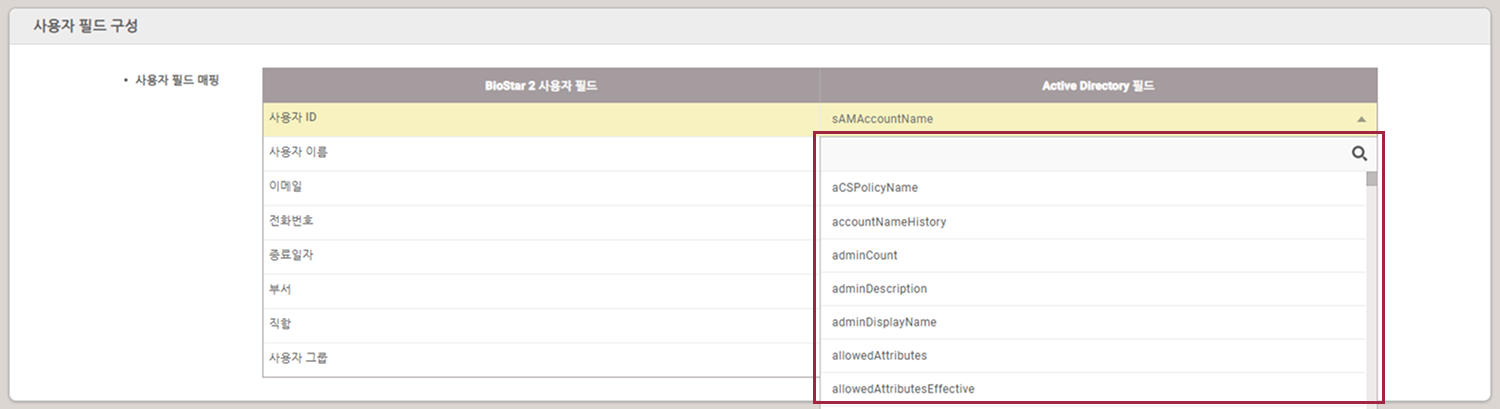 사용자 필드 구성
• 사용자 필드 매핑
BioStar 2 사용자 필드
Active Directory 필드
사용자 ID
sAMAccountName
사용자 이름
이메일
전화번호
종료일자
부서
직함
사용자 그룹
aCSPolicyName
accountNameHistory
adminCount
adminDescription
adminDisplayName
allowedAttributes
allowedAttributesEffective